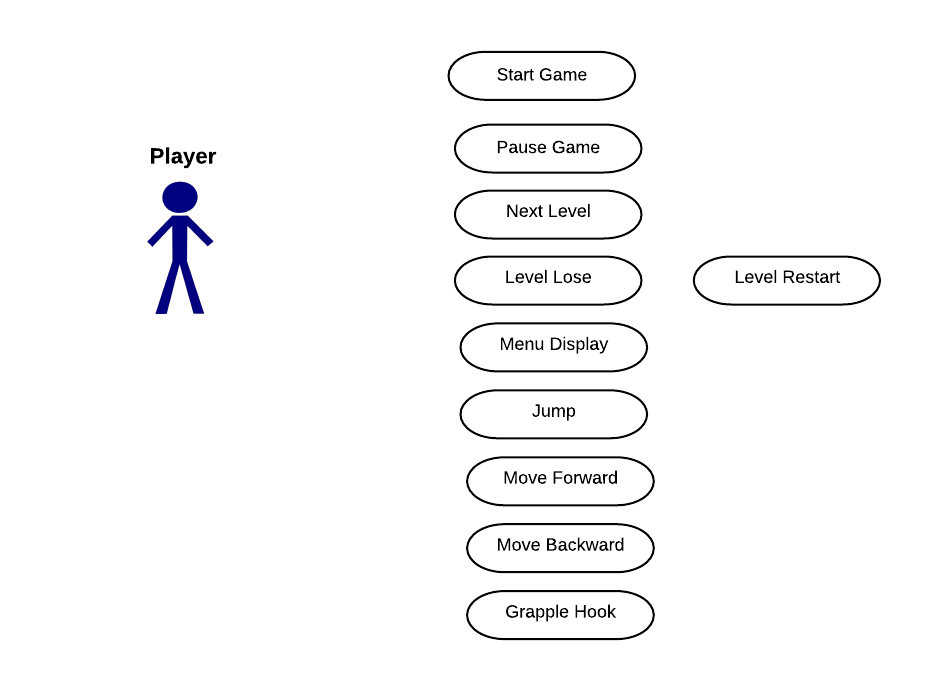 Start Game
Pause Game
Player
Next Level
Level Lose
Level Restart
Menu Display
Jump
Move Forward
Move Backward
Grapple Hook